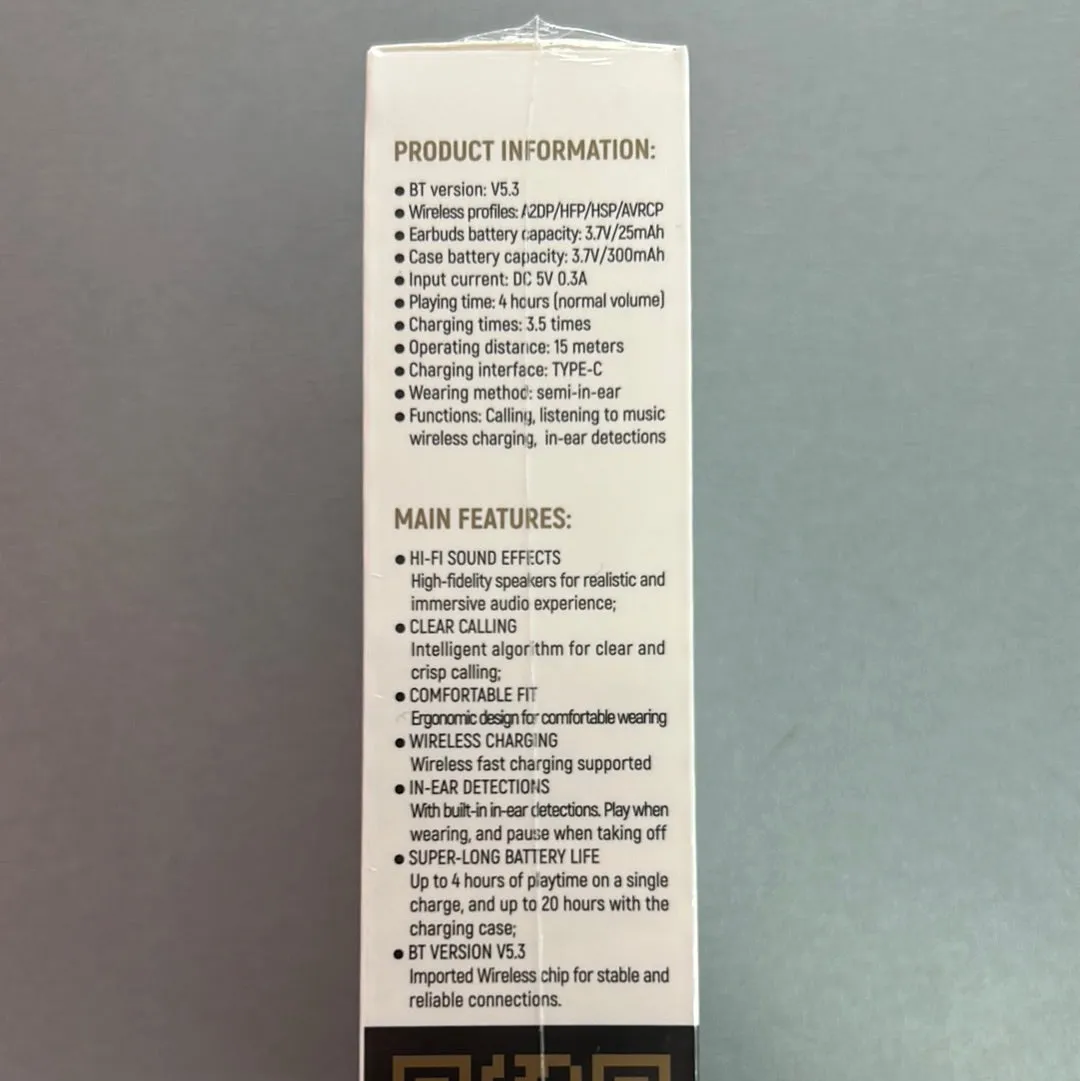 PRODUCT INFORMATION:
● BT version: V5.3
● Wireless profiles: A2DP/HFP/HSP/AVRCP
● Earbuds battery capacity: 3.7V/25mAh
● Case battery capacity: 3.7V/300mAh
● Input current: DC 5V 0.3A
● Playing time: 4 hours (normal volume)
● Charging times: 3.5 times
● Operating distance: 15 meters
● Charging interface: TYPE-C
● Wearing method: semi-in-ear
● Functions: Calling, listening to music
wireless charging, in-ear detections
MAIN FEATURES:
● HI-FI SOUND EFFECTS
High-fidelity speakers for realistic and
immersive audio experience;
● CLEAR CALLING
Intelligent algorithm for clear and
crisp calling;
● COMFORTABLE FIT
Ergonomic design for comfortable wearing
● WIRELESS CHARGING
Wireless fast charging supported
● IN-EAR DETECTIONS
With built-in in-ear detections. Play when
wearing, and pause when taking off
● SUPER-LONG BATTERY LIFE
Up to 4 hours of playtime on a single
charge, and up to 20 hours with the
charging case;
● BT VERSION V5.3
Imported Wireless chip for stable and
reliable connections.